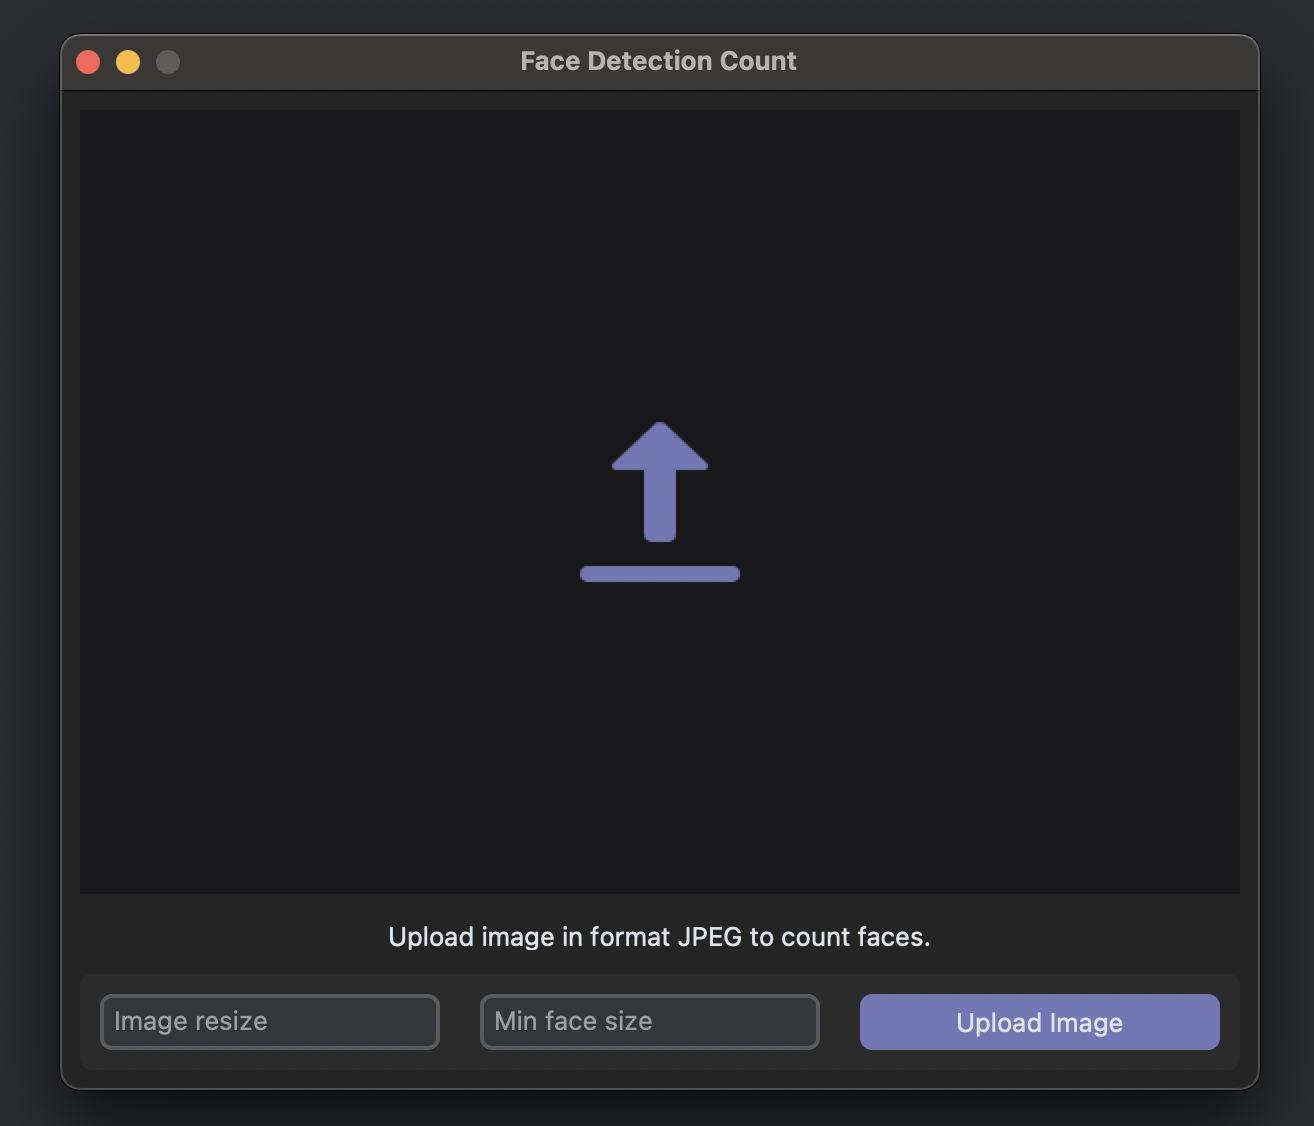 Face Detection Count
Upload image in format JPEG to count faces.
Image resize
Min face size
Upload Image